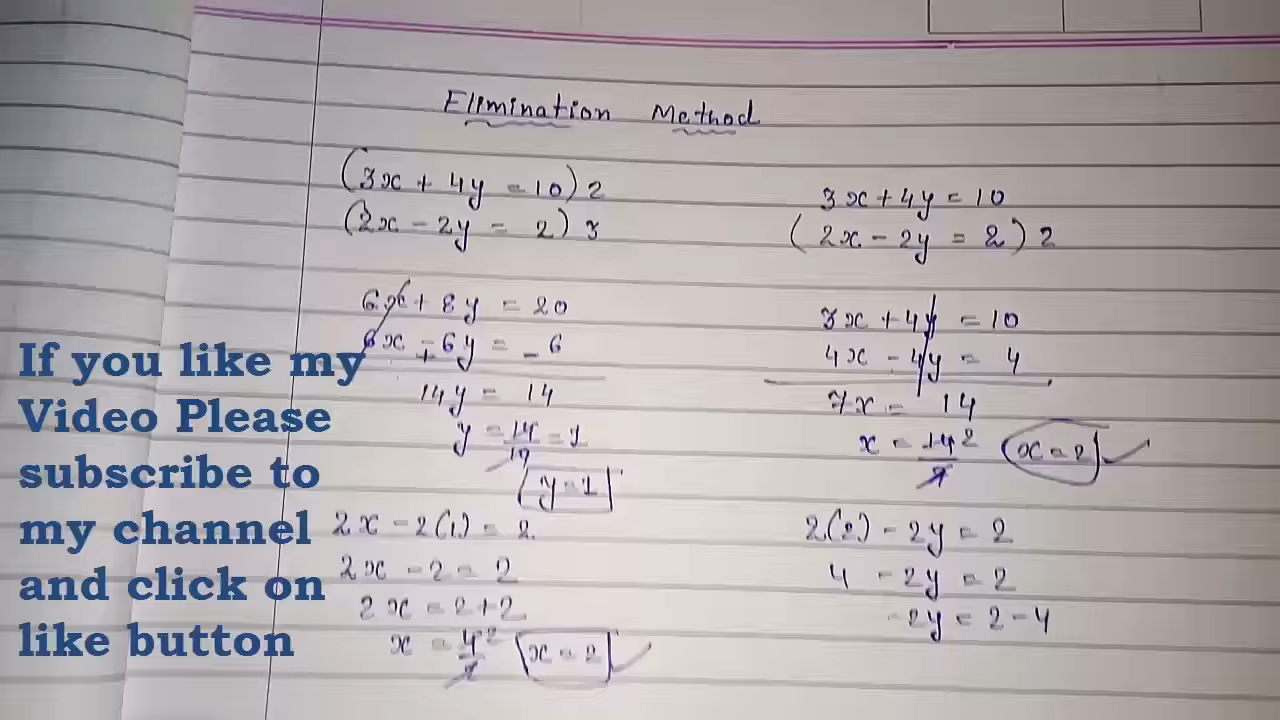 Elimination Method
(3x + 4y = 10) 2
(2x - 2y = 2) 3
6x + 8y = 20
6x - 6y = 6
+ -
14y = 14
y = 14/14 = 1
y = 1
2x - 2(1) = 2
2x - 2 = 2
2x = 2+2
x = 4/2 2
x = 2
3x + 4y = 10
(2x - 2y = 2) 2
3x + 4y = 10
4x - 4y = 4
7x = 14
x = 14/7 2
x = 2
2(2) - 2y = 2
4 - 2y = 2
-2y = 2 - 4
If you like my
Video Please
subscribe to
my channel
and click on
like button